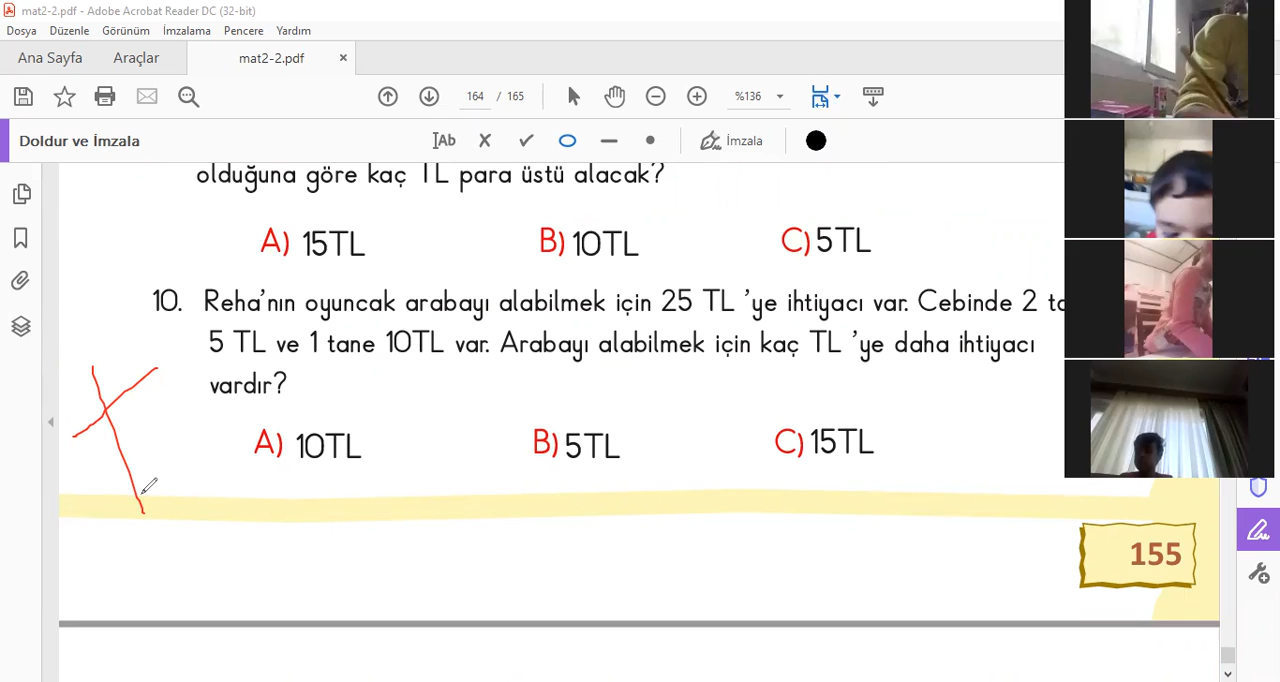 mat2-2.pdf - Adobe Acrobat Reader DC (32-bit)
Dosya Düzenle Görünüm İmzalama Pencere Yardım
Ana Sayfa Araçlar mat2-2.pdf ×
164 / 165 %136
Doldur ve İmzala Ab İmzala
olduğuna göre kaç TL para üstü alacak?
A) 15TL B) 10TL C) 5TL
10. Reha'nın oyuncak arabayı alabilmek için 25 TL 'ye ihtiyacı var. Cebinde 2
5 TL ve 1 tane 10TL var. Arabayı alabilmek için kaç TL 'ye daha ihtiyacı
vardır?
A) 10TL B) 5TL C) 15TL
155